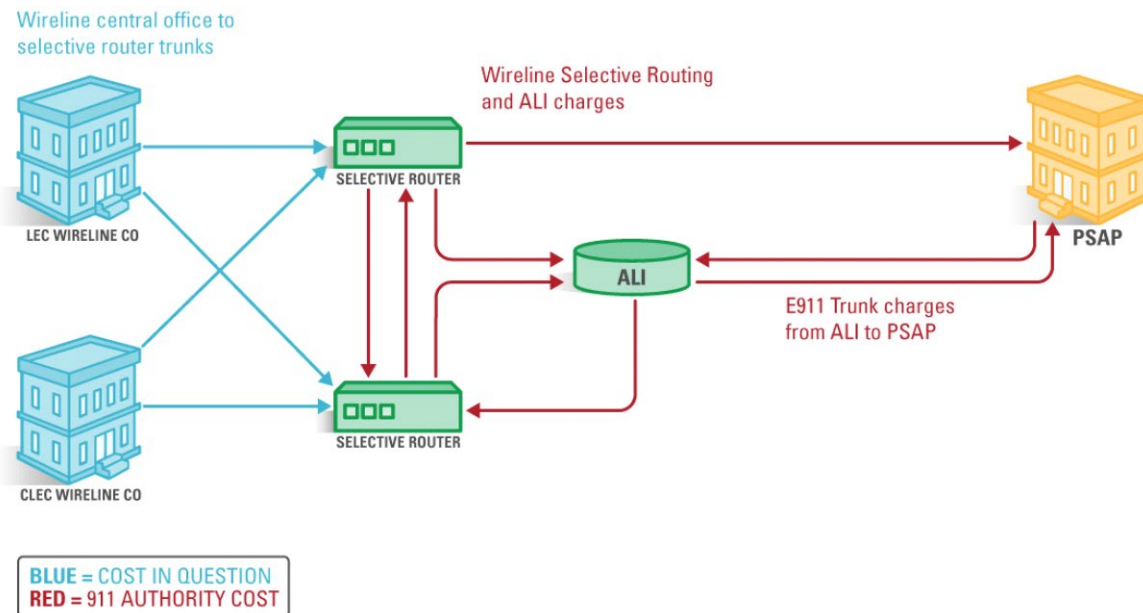 Wireline central office to
selective router trunks
Wireline Selective Routing
and ALI charges
SELECTIVE ROUTER
LEC WIRELINE CO
PSAP
ALI
E911 Trunk charges
from ALI to PSAP
SELECTIVE ROUTER
CLEC WIRELINE CO
BLUE = COST IN QUESTION
RED = 911 AUTHORITY COST